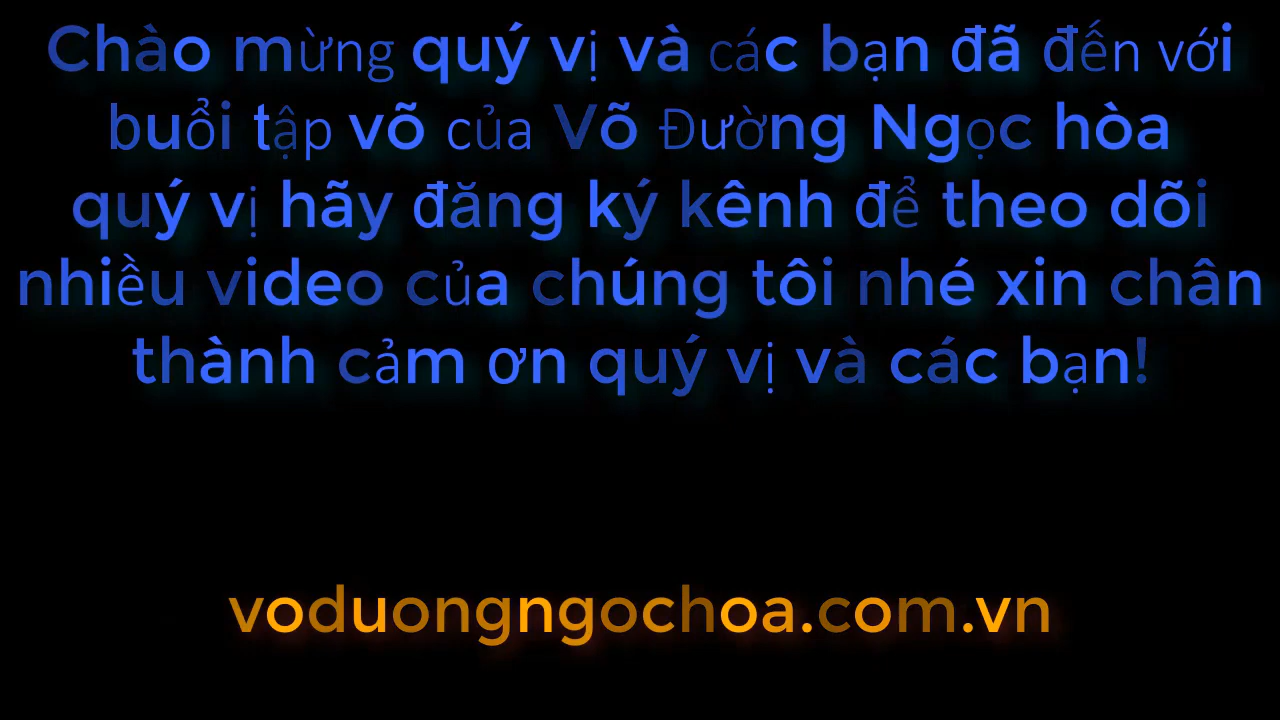 Chào mừng quý vị và các bạn đã đến với
buổi tập võ của Võ Đường Ngọc hòa
quý vị hãy đăng ký kênh để theo dõi
nhiều video của chúng tôi nhé xin chân
thành cảm ơn quý vị và các bạn!
voduongngochoa.com.vn